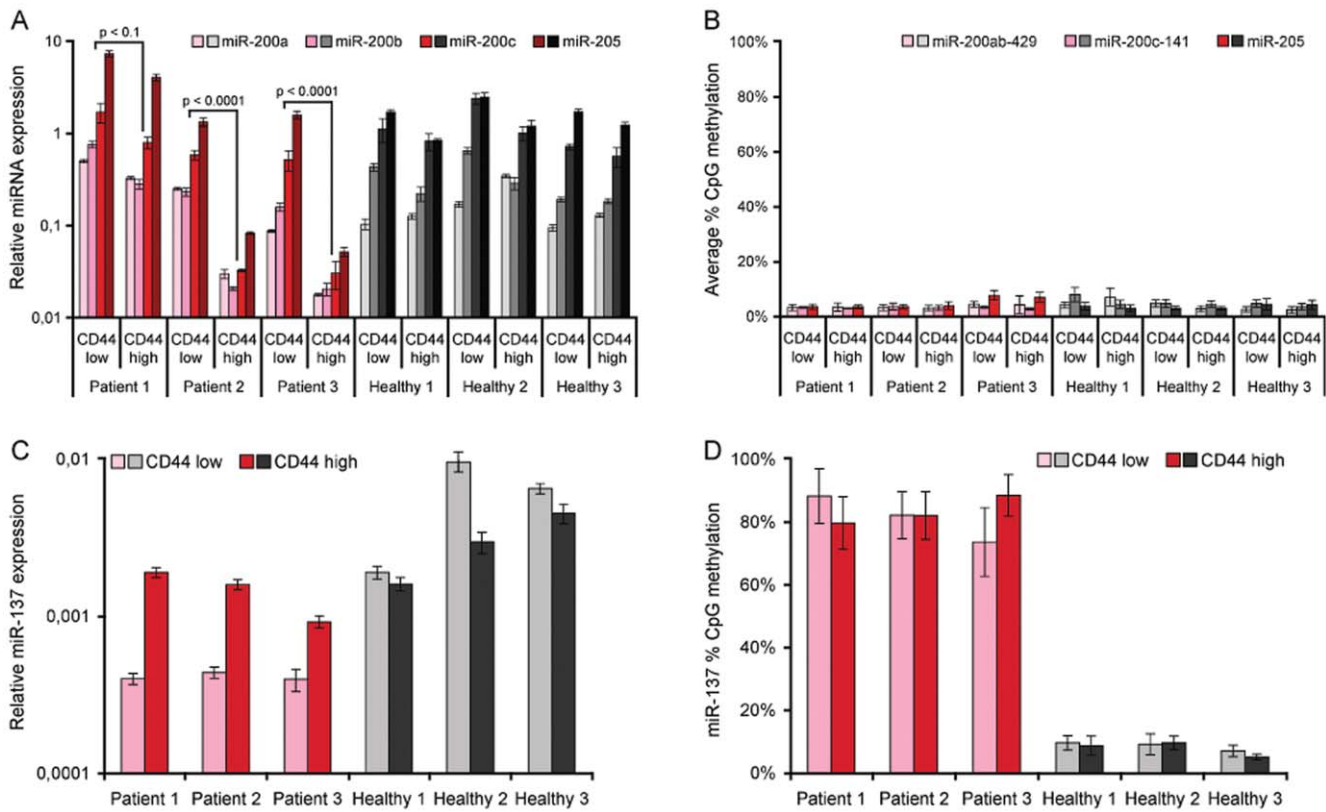 A
p < 0.1
miR-200a miR-200b miR-200c miR-205
10
1
0,1
0,01
Relative miRNA expression
p < 0.0001
p < 0.0001
CD44 low CD44 high CD44 low CD44 high CD44 low CD44 high CD44 low CD44 high CD44 low CD44 high CD44 low CD44 high
Patient 1 Patient 2 Patient 3 Healthy 1 Healthy 2 Healthy 3
B
miR-200ab-429 miR-200c-141 miR-205
100%
80%
60%
40%
20%
0%
Average % CpG methylation
CD44 low CD44 high CD44 low CD44 high CD44 low CD44 high CD44 low CD44 high CD44 low CD44 high CD44 low CD44 high
Patient 1 Patient 2 Patient 3 Healthy 1 Healthy 2 Healthy 3
C
CD44 low CD44 high
0,01
0,001
0,0001
Relative miR-137 expression
Patient 1 Patient 2 Patient 3 Healthy 1 Healthy 2 Healthy 3
D
CD44 low CD44 high
100%
80%
60%
40%
20%
0%
miR-137 % CpG methylation
Patient 1 Patient 2 Patient 3 Healthy 1 Healthy 2 Healthy 3